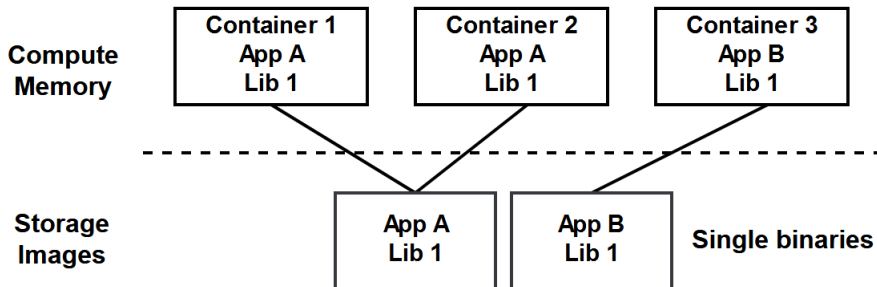 Compute
Memory
Container 1
App A
Lib 1
Container 2
App A
Lib 1
Container 3
App B
Lib 1
Storage
Images
App A
Lib 1
App B
Lib 1
Single binaries